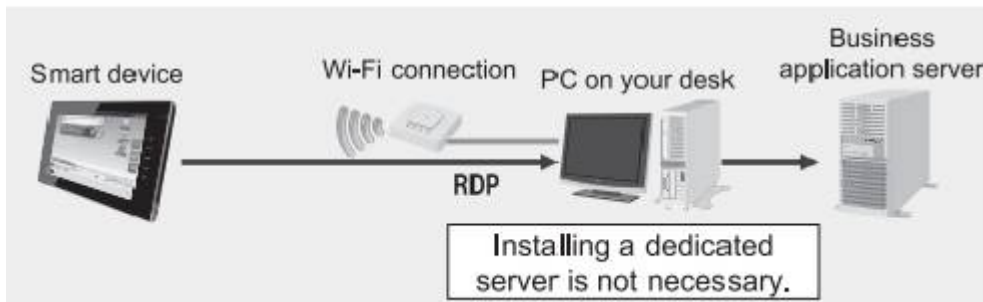 Smart device
Wi-Fi connection
PC on your desk
Business
application server
RDP
Installing a dedicated
server is not necessary.